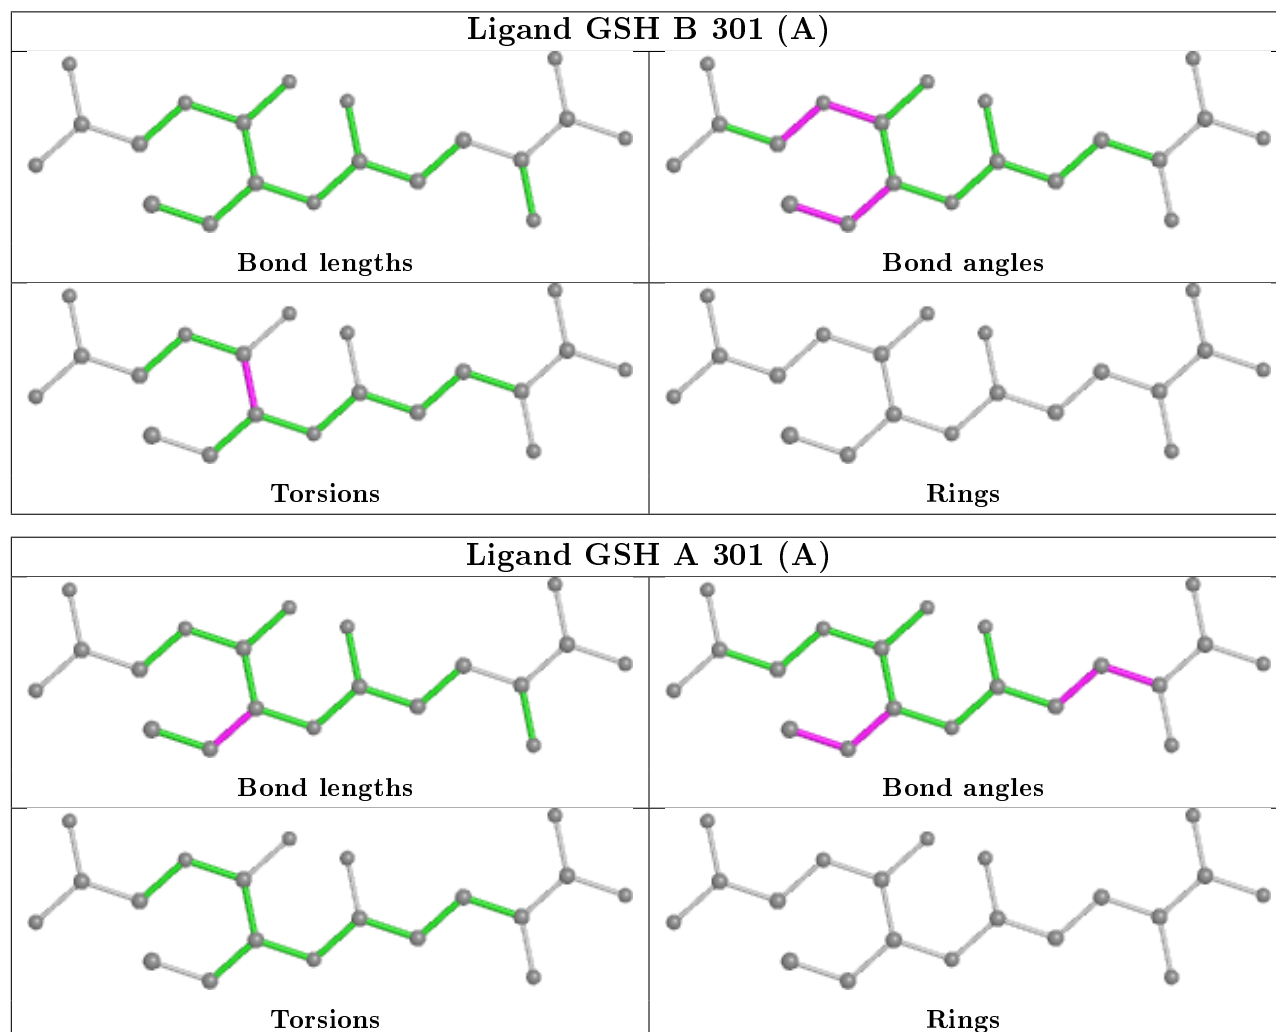 Ligand GSH B 301 (A)
Bond lengths
Bond angles
Torsions
Rings
Ligand GSH A 301 (A)
Bond lengths
Bond angles
Torsions
Rings